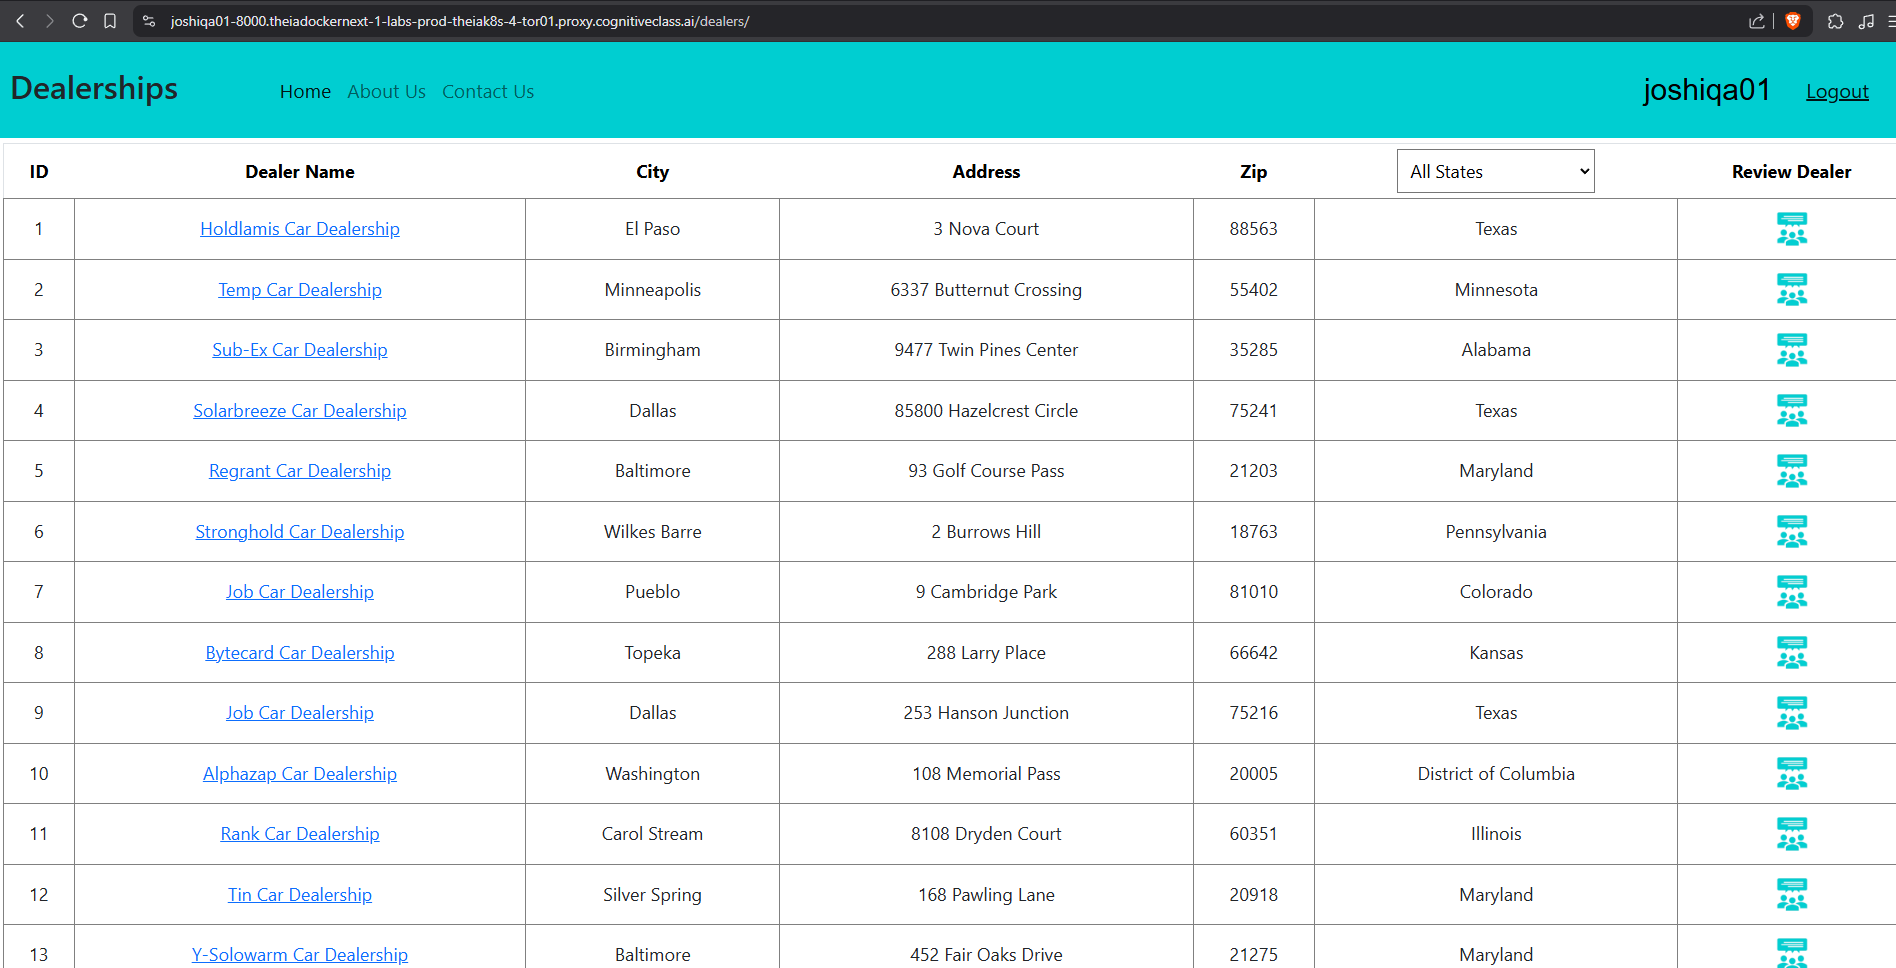 joshiqa01-8000.theiadockernext-1-labs-prod-theiak8s-4-tor01.proxy.cognitiveclass.ai/dealers/
Dealerships Home About Us Contact Us joshiqa01 Logout
ID Dealer Name City Address Zip All States Review Dealer
1 Holdlamis Car Dealership El Paso 3 Nova Court 88563 Texas
2 Temp Car Dealership Minneapolis 6337 Butternut Crossing 55402 Minnesota
3 Sub-Ex Car Dealership Birmingham 9477 Twin Pines Center 35285 Alabama
4 Solarbreeze Car Dealership Dallas 85800 Hazelcrest Circle 75241 Texas
5 Regrant Car Dealership Baltimore 93 Golf Course Pass 21203 Maryland
6 Stronghold Car Dealership Wilkes Barre 2 Burrows Hill 18763 Pennsylvania
7 Job Car Dealership Pueblo 9 Cambridge Park 81010 Colorado
8 Bytecard Car Dealership Topeka 288 Larry Place 66642 Kansas
9 Job Car Dealership Dallas 253 Hanson Junction 75216 Texas
10 Alphazap Car Dealership Washington 108 Memorial Pass 20005 District of Columbia
11 Rank Car Dealership Carol Stream 8108 Dryden Court 60351 Illinois
12 Tin Car Dealership Silver Spring 168 Pawling Lane 20918 Maryland
13 Y-Solowarm Car Dealership Baltimore 452 Fair Oaks Drive 21275 Maryland